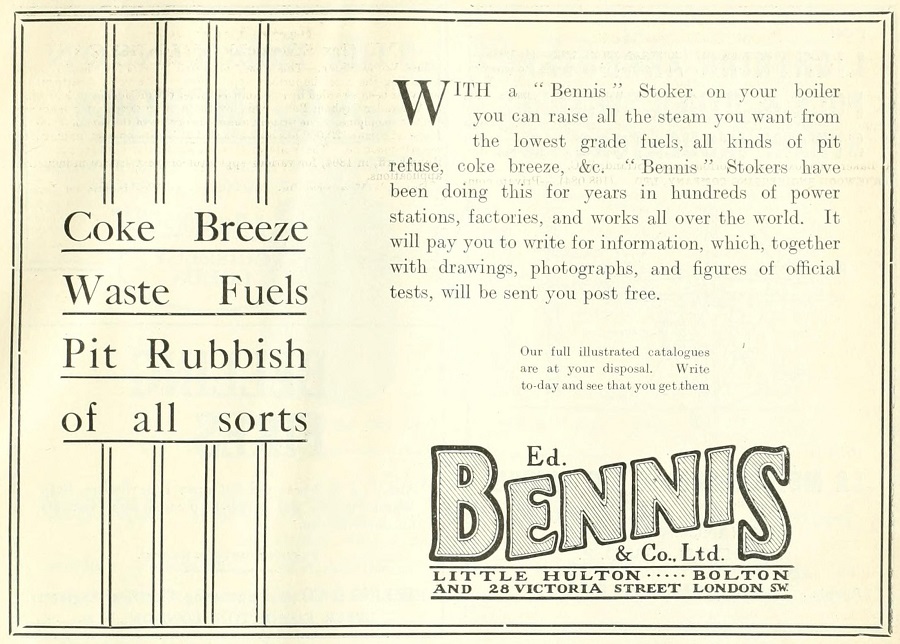 Coke Breeze
Waste Fuels
Pit Rubbish
of all sorts
WITH a “Bennis” Stoker on your boiler
you can raise all the steam you want from
the lowest grade fuels, all kinds of pit
refuse, coke breeze, &c. “Bennis” Stokers have
been doing this for years in hundreds of power
stations, factories, and works all over the world. It
will pay you to write for information, which, together
with drawings, photographs, and figures of official
tests, will be sent you post free.
Our full illustrated catalogues
are at your disposal. Write
to-day and see that you get them
Ed.
BENNIS
& Co., Ltd.
LITTLE HULTON ····· BOLTON
AND 28 VICTORIA STREET LONDON S.W.